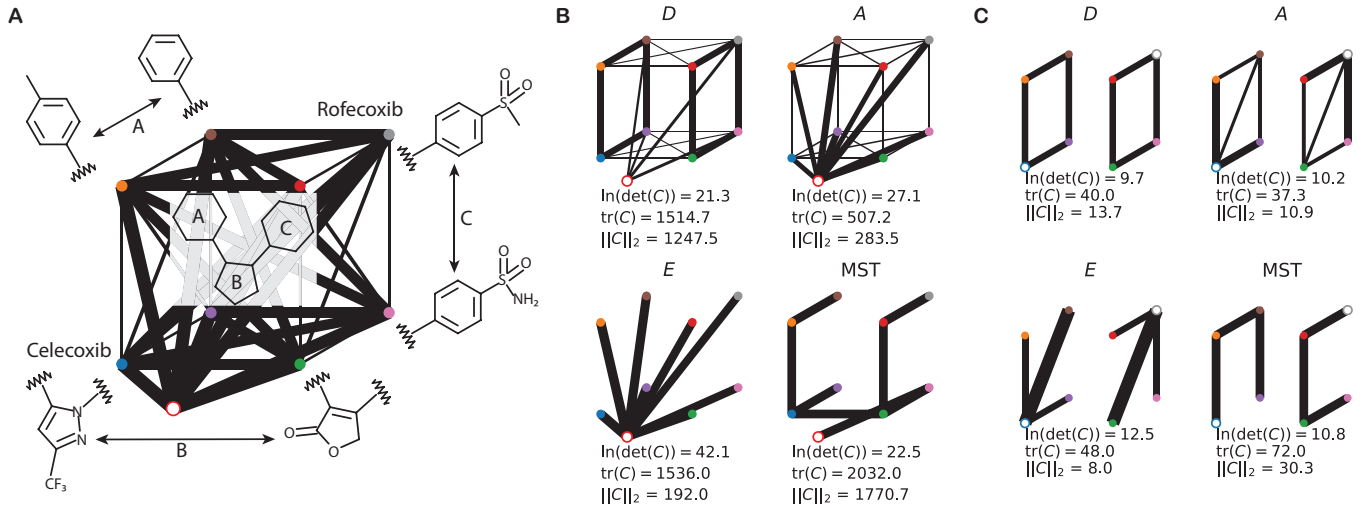 A
A
Rofecoxib
O
S
O
A
C
B
C
O
S
O
NH₂
Celecoxib
N
N
CF₃
B
O
O
B
D
A
ln(det(C)) = 21.3
tr(C) = 1514.7
||C||₂ = 1247.5
ln(det(C)) = 27.1
tr(C) = 507.2
||C||₂ = 283.5
E
MST
ln(det(C)) = 42.1
tr(C) = 1536.0
||C||₂ = 192.0
ln(det(C)) = 22.5
tr(C) = 2032.0
||C||₂ = 1770.7
C
D
A
ln(det(C)) = 9.7
tr(C) = 40.0
||C||₂ = 13.7
ln(det(C)) = 10.2
tr(C) = 37.3
||C||₂ = 10.9
E
MST
ln(det(C)) = 12.5
tr(C) = 48.0
||C||₂ = 8.0
ln(det(C)) = 10.8
tr(C) = 72.0
||C||₂ = 30.3